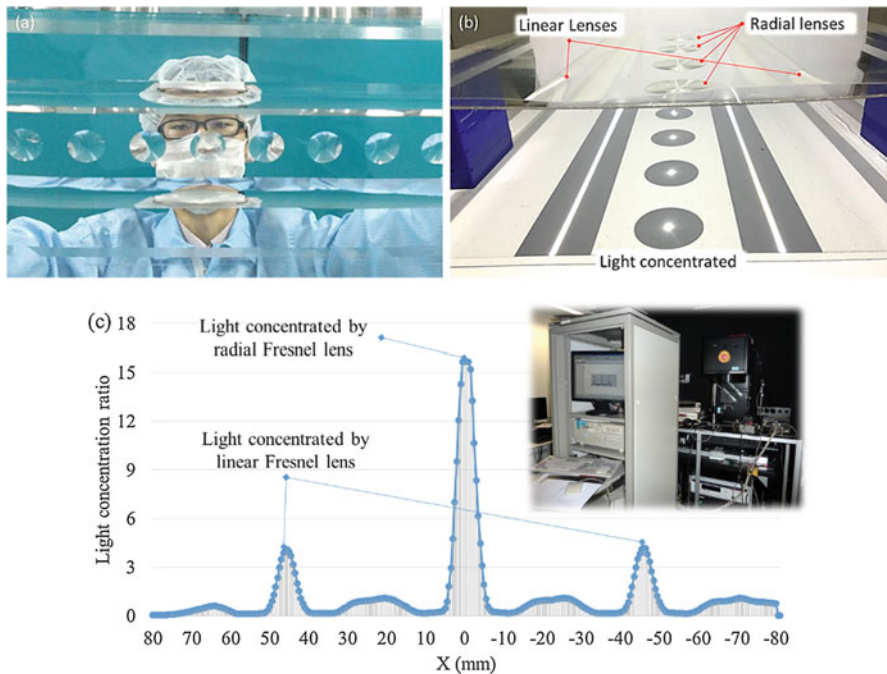 (a)
(b)
Linear Lenses
Radial lenses
Light concentrated
(c)
Light concentrated by
radial Fresnel lens
Light concentrated by
linear Fresnel lens
Light concentration ratio
18
15
12
9
6
3
0
80 70 60 50 40 30 20 10 0 -10 -20 -30 -40 -50 -60 -70 -80
X (mm)